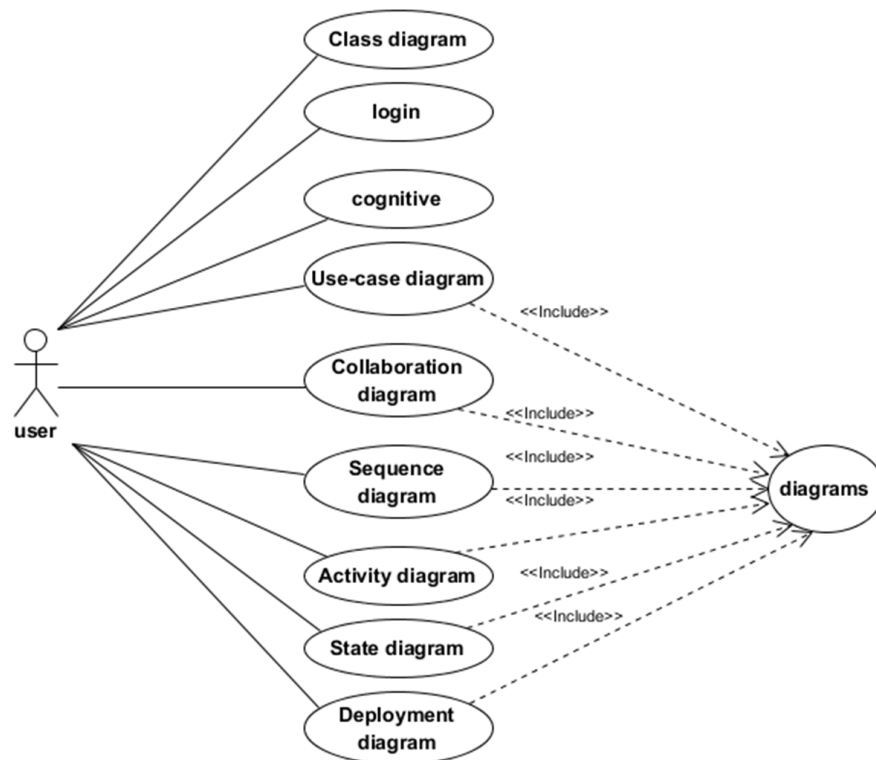 Class diagram
login
cognitive
Use-case diagram
<<Include>>
Collaboration
diagram
<<Include>>
user
Sequence
diagram
<<Include>>
diagrams
<<Include>>
Activity diagram
<<Include>>
State diagram
<<Include>>
Deployment
diagram